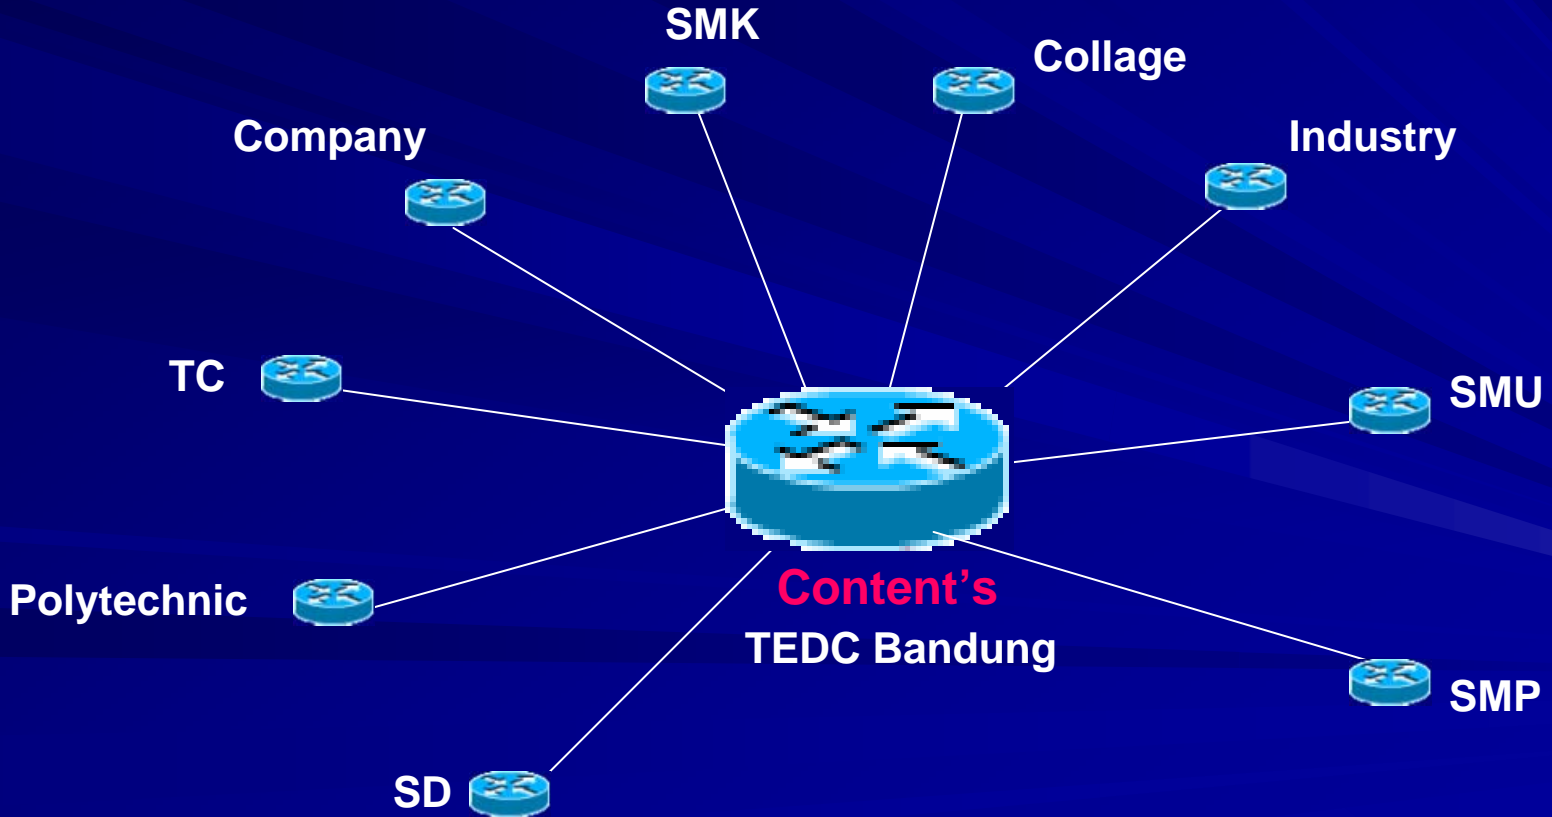 SMK
Collage
Company
Industry
TC
SMU
Content’s
Polytechnic
TEDC Bandung
SMP
SD